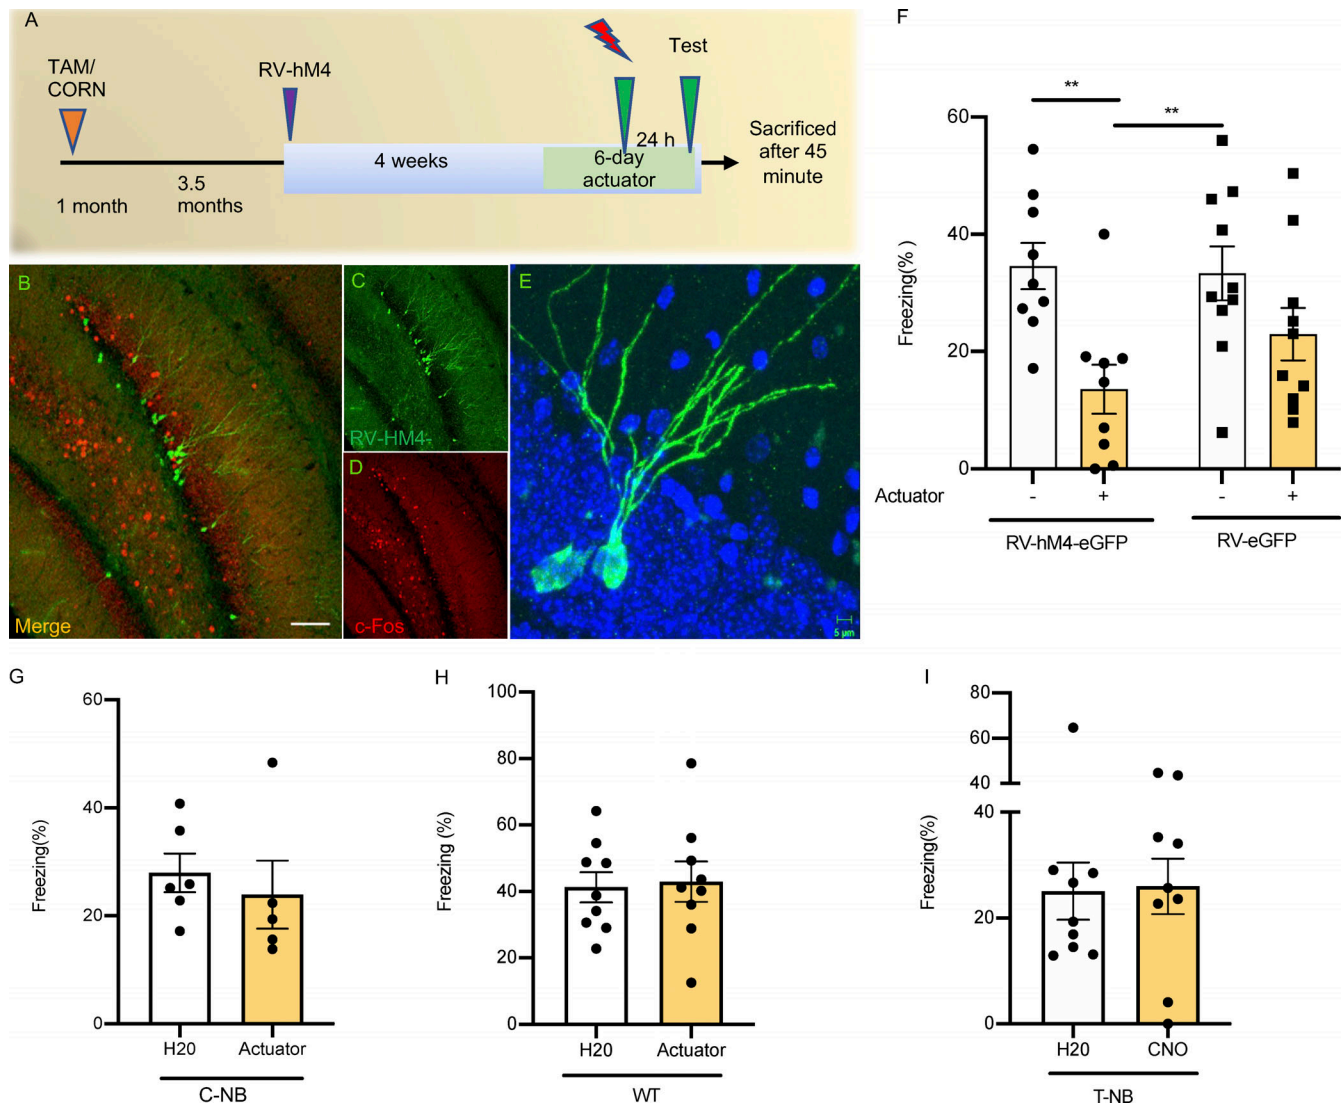 A
TAM/
CORN
RV-hM4
Test
24 h
4 weeks
6-day
actuator
3.5
months
1 month
Sacrificed
after 45
minute
B
Merge
C
RV-HM4-
D
c-Fos
E
5 µm
F
**
**
60
40
20
0
Freezing(%)
Actuator
-
+
-
+
RV-hM4-eGFP
RV-eGFP
G
60
40
20
0
Freezing(%)
H20
Actuator
C-NB
H
100
80
60
40
20
0
Freezing (%)
H20
Actuator
WT
I
80
60
40
40
20
0
Freezing(%)
H20
CNO
T-NB